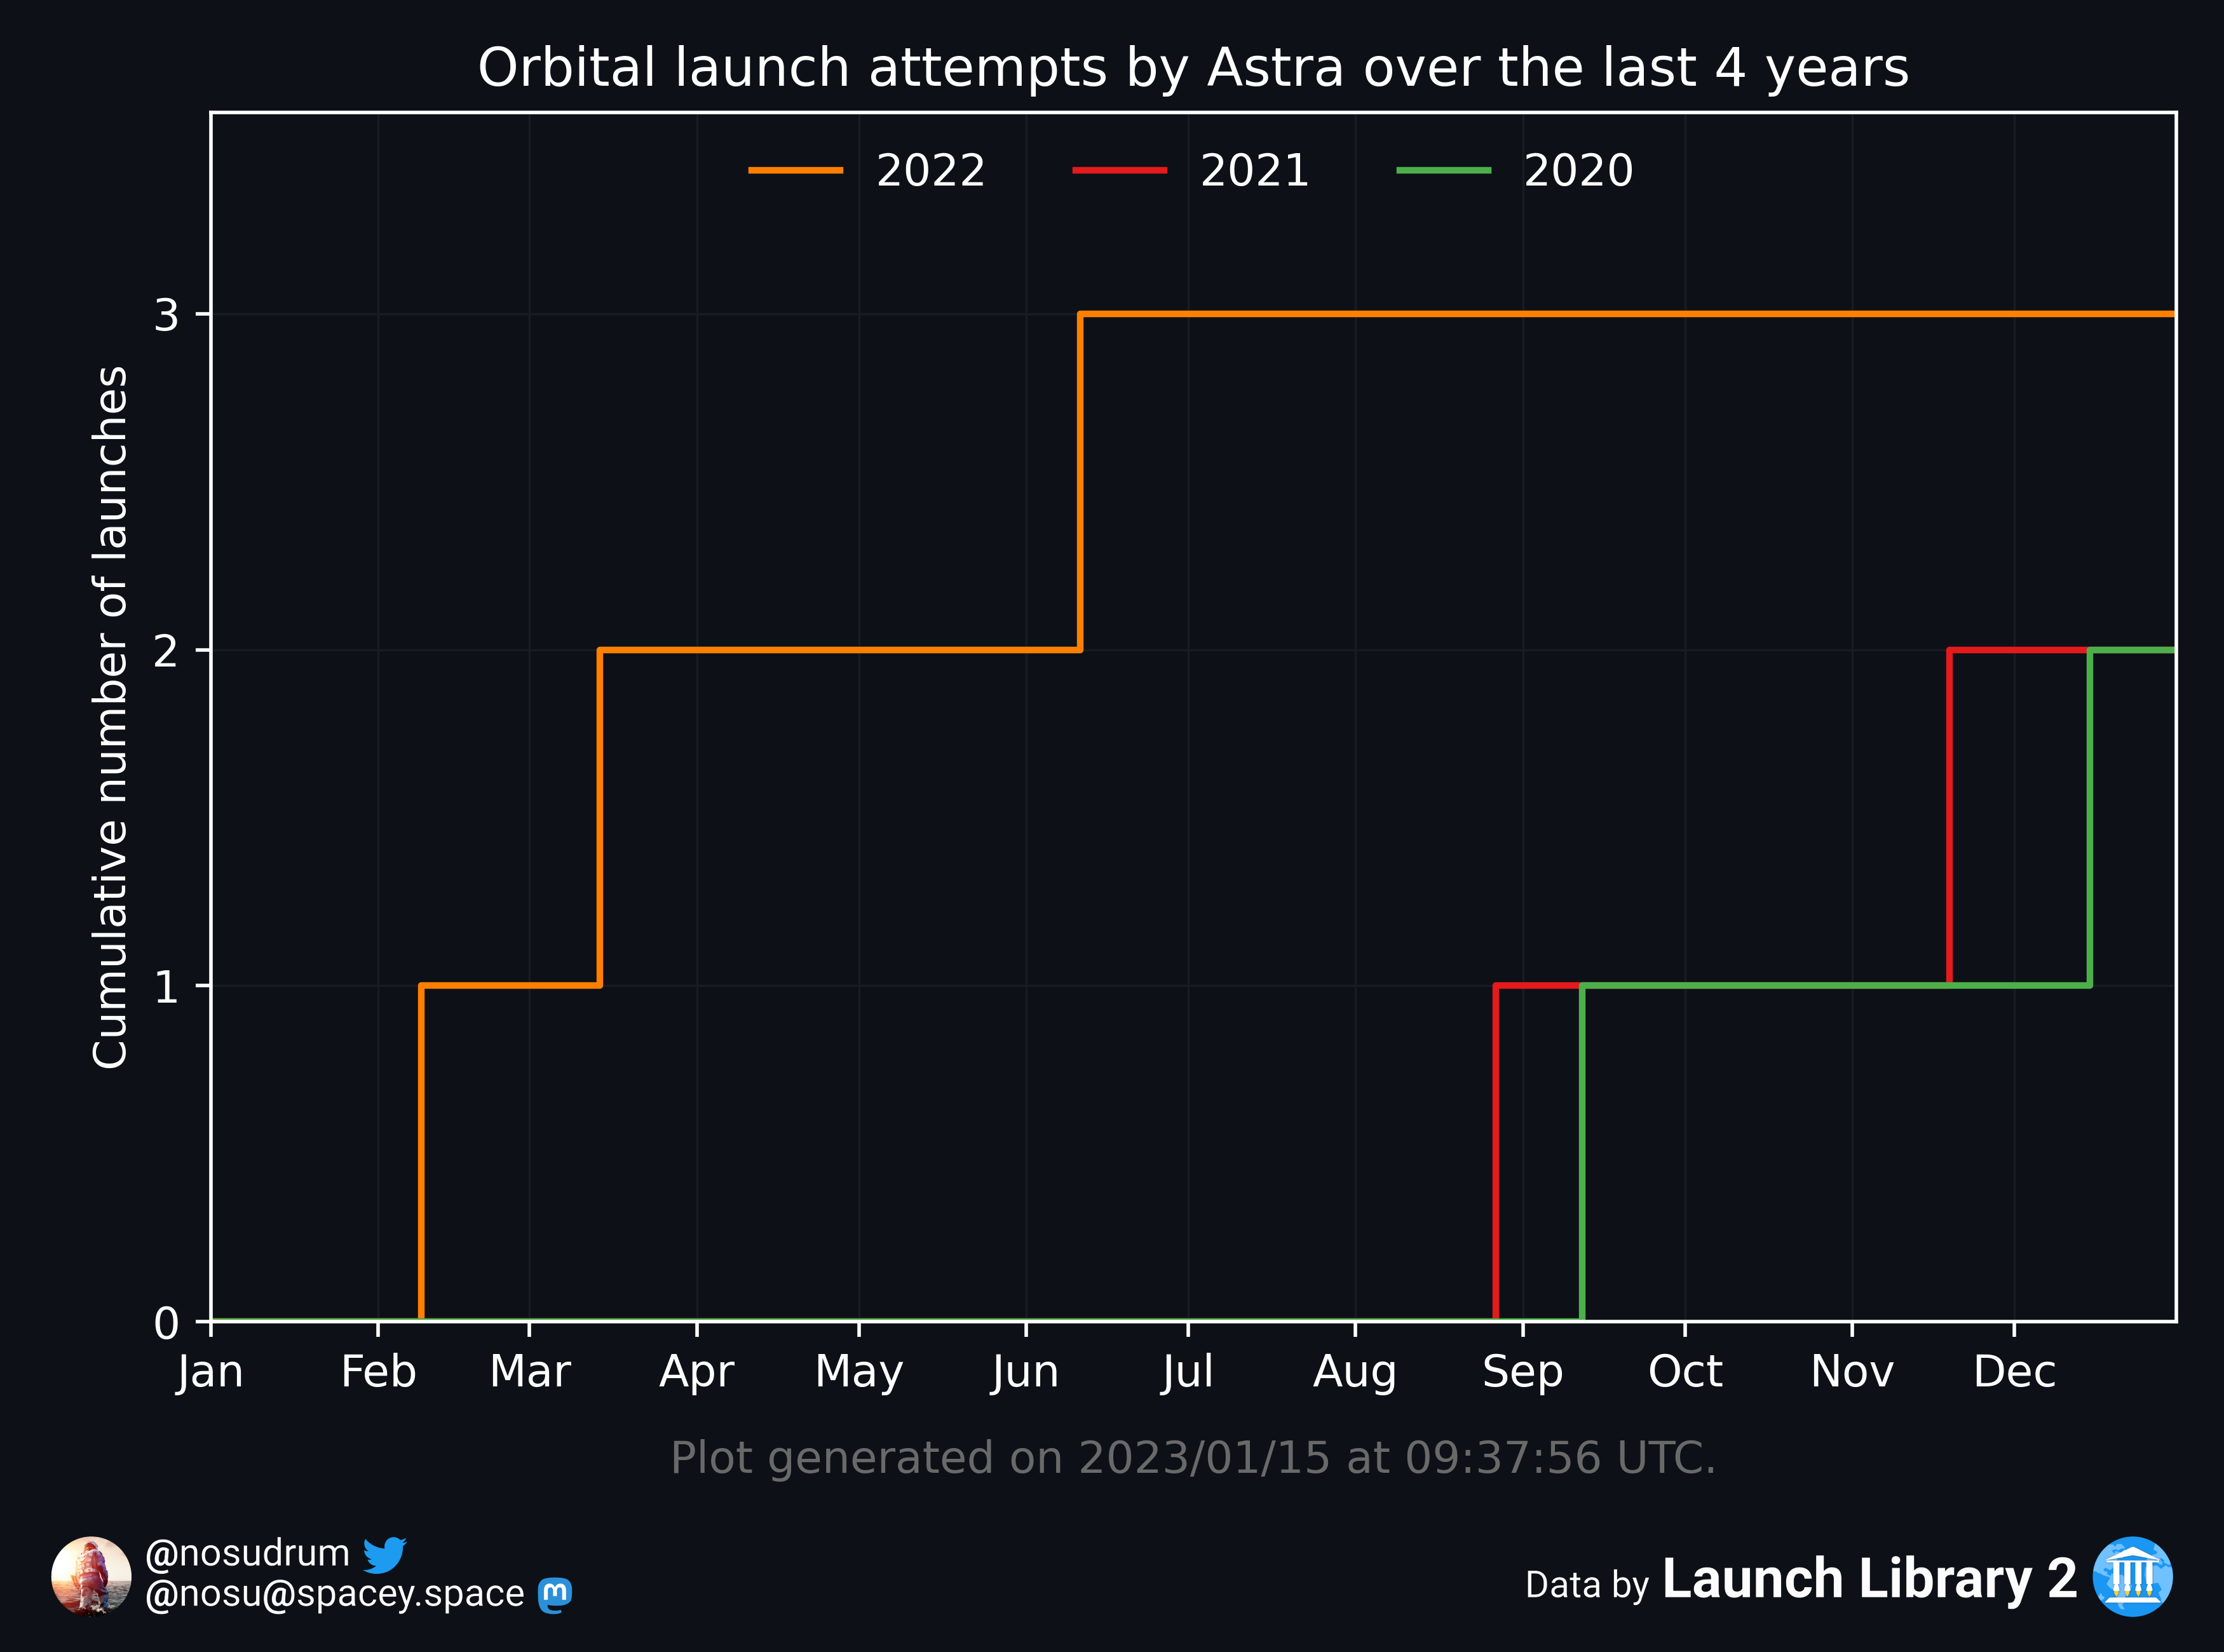 Orbital launch attempts by Astra over the last 4 years
2022 2021 2020
Cumulative number of launches
3
2
1
0
Jan Feb Mar Apr May Jun Jul Aug Sep Oct Nov Dec
Plot generated on 2023/01/15 at 09:37:56 UTC.
@nosudrum
@nosu@spacey.space
Data by Launch Library 2